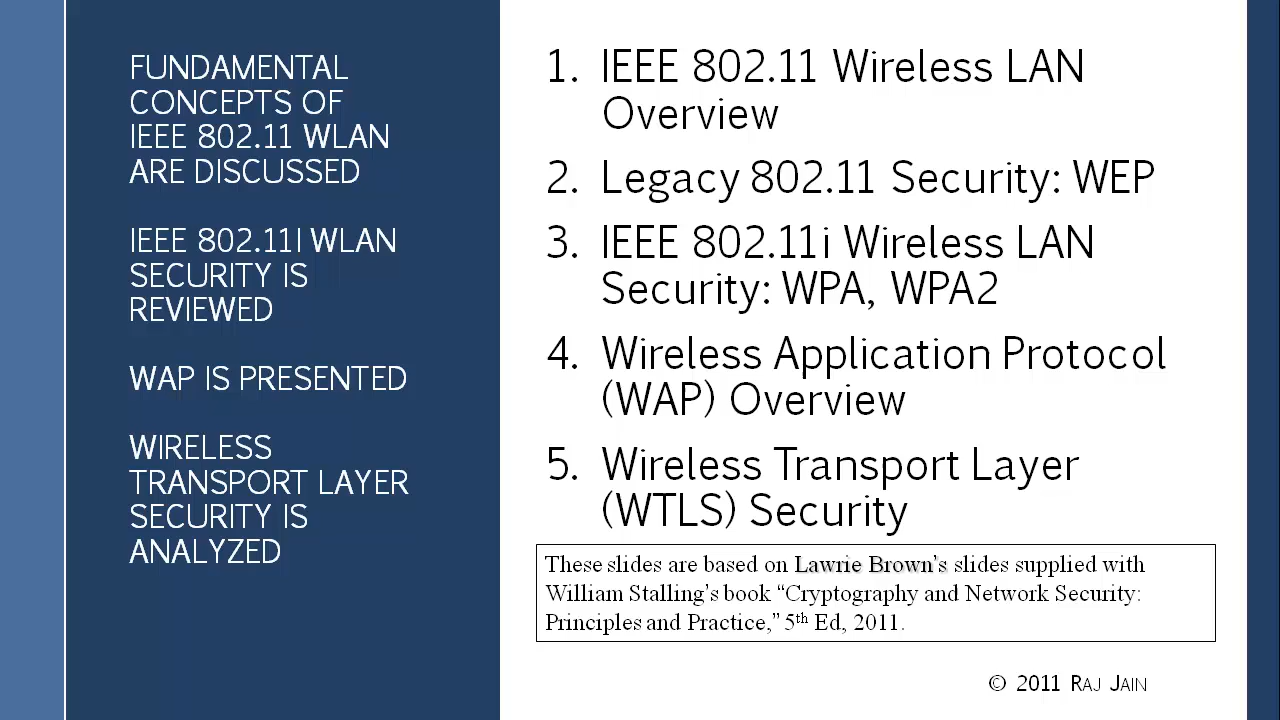 FUNDAMENTAL
CONCEPTS OF
IEEE 802.11 WLAN
ARE DISCUSSED
IEEE 802.11I WLAN
SECURITY IS
REVIEWED
WAP IS PRESENTED
WIRELESS
TRANSPORT LAYER
SECURITY IS
ANALYZED
1. IEEE 802.11 Wireless LAN
Overview
2. Legacy 802.11 Security: WEP
3. IEEE 802.11i Wireless LAN
Security: WPA, WPA2
4. Wireless Application Protocol
(WAP) Overview
5. Wireless Transport Layer
(WTLS) Security
These slides are based on Lawrie Brown's slides supplied with
William Stalling's book “Cryptography and Network Security:
Principles and Practice,” 5th Ed, 2011.
© 2011 RAJ JAIN